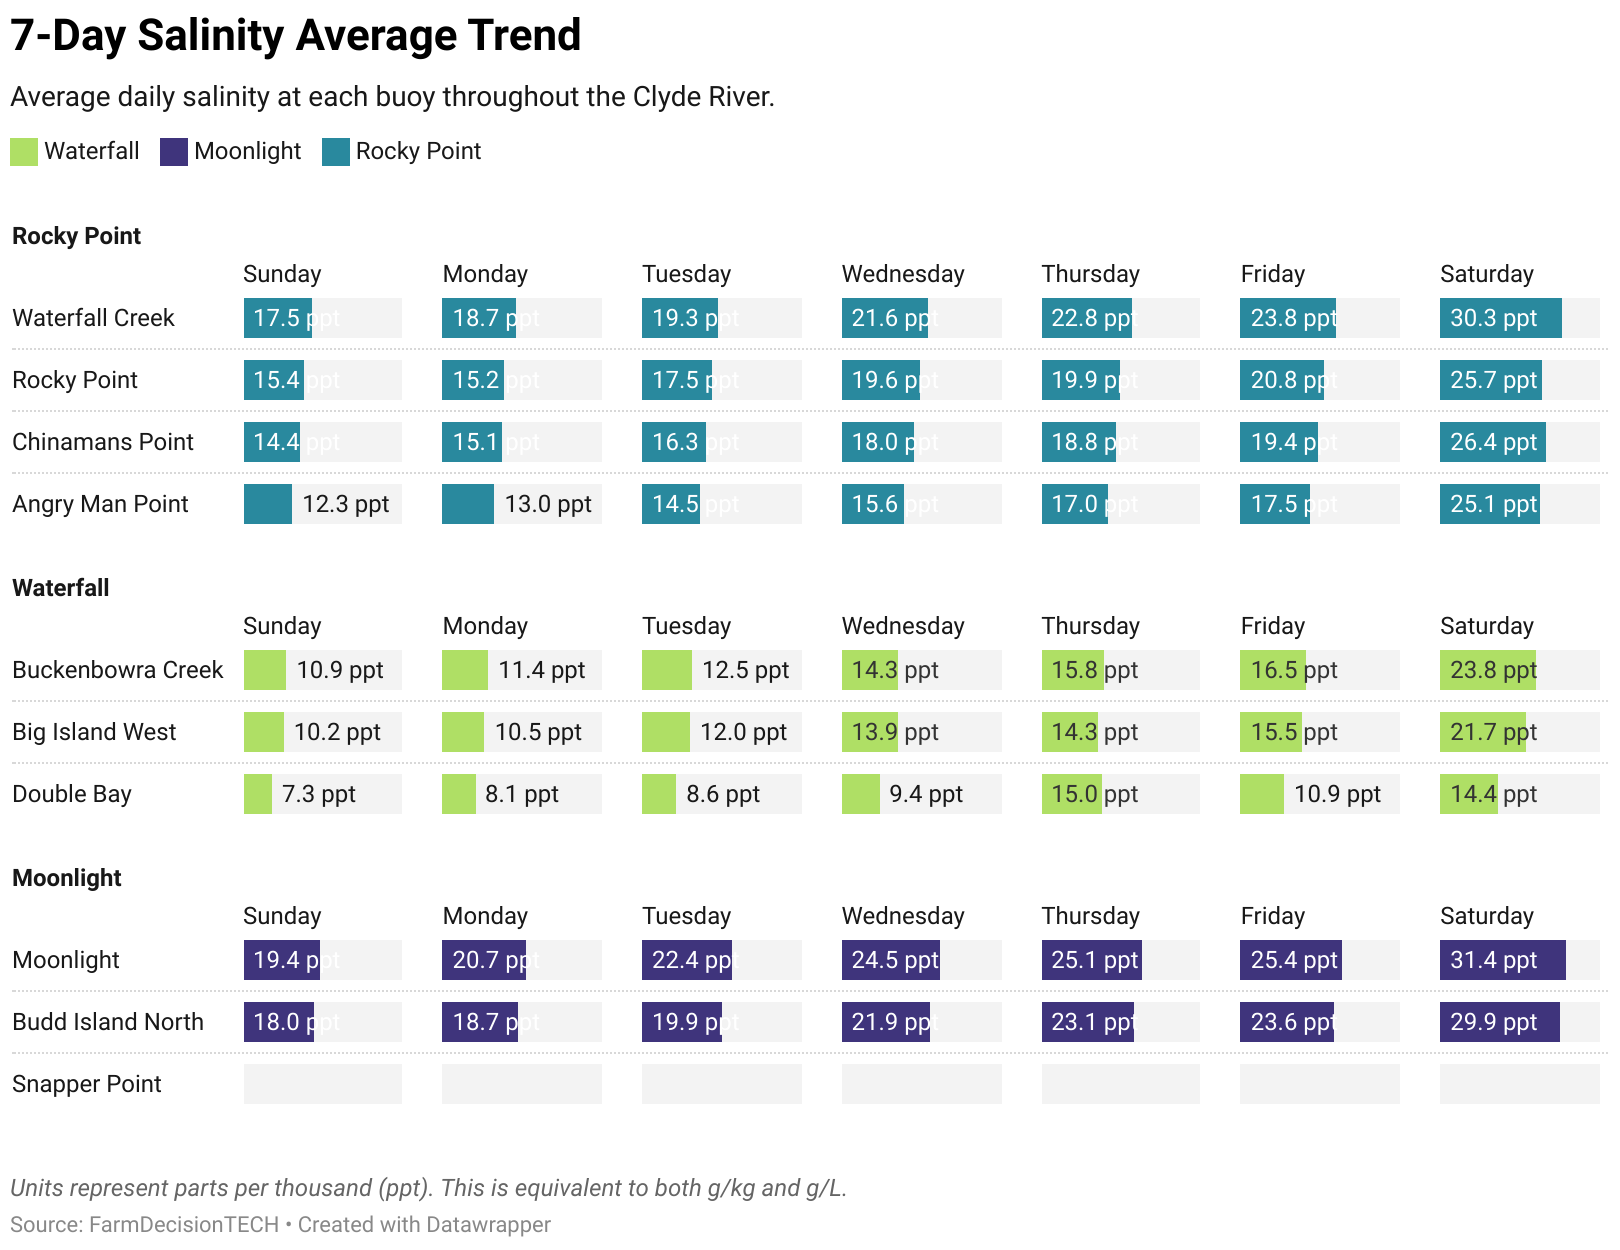 7-Day Salinity Average Trend
Average daily salinity at each buoy throughout the Clyde River.
Waterfall Moonlight Rocky Point
Rocky Point
Sunday Monday Tuesday Wednesday Thursday Friday Saturday
Waterfall Creek 17.5 ppt 18.7 ppt 19.3 ppt 21.6 ppt 22.8 ppt 23.8 ppt 30.3 ppt
Rocky Point 15.4 ppt 15.2 ppt 17.5 ppt 19.6 ppt 19.9 ppt 20.8 ppt 25.7 ppt
Chinamans Point 14.4 ppt 15.1 ppt 16.3 ppt 18.0 ppt 18.8 ppt 19.4 ppt 26.4 ppt
Angry Man Point 12.3 ppt 13.0 ppt 14.5 ppt 15.6 ppt 17.0 ppt 17.5 ppt 25.1 ppt
Waterfall
Sunday Monday Tuesday Wednesday Thursday Friday Saturday
Buckenbowra Creek 10.9 ppt 11.4 ppt 12.5 ppt 14.3 ppt 15.8 ppt 16.5 ppt 23.8 ppt
Big Island West 10.2 ppt 10.5 ppt 12.0 ppt 13.9 ppt 14.3 ppt 15.5 ppt 21.7 ppt
Double Bay 7.3 ppt 8.1 ppt 8.6 ppt 9.4 ppt 15.0 ppt 10.9 ppt 14.4 ppt
Moonlight
Sunday Monday Tuesday Wednesday Thursday Friday Saturday
Moonlight 19.4 ppt 20.7 ppt 22.4 ppt 24.5 ppt 25.1 ppt 25.4 ppt 31.4 ppt
Budd Island North 18.0 ppt 18.7 ppt 19.9 ppt 21.9 ppt 23.1 ppt 23.6 ppt 29.9 ppt
Snapper Point
Units represent parts per thousand (ppt). This is equivalent to both g/kg and g/L.
Source: FarmDecisionTECH • Created with Datawrapper